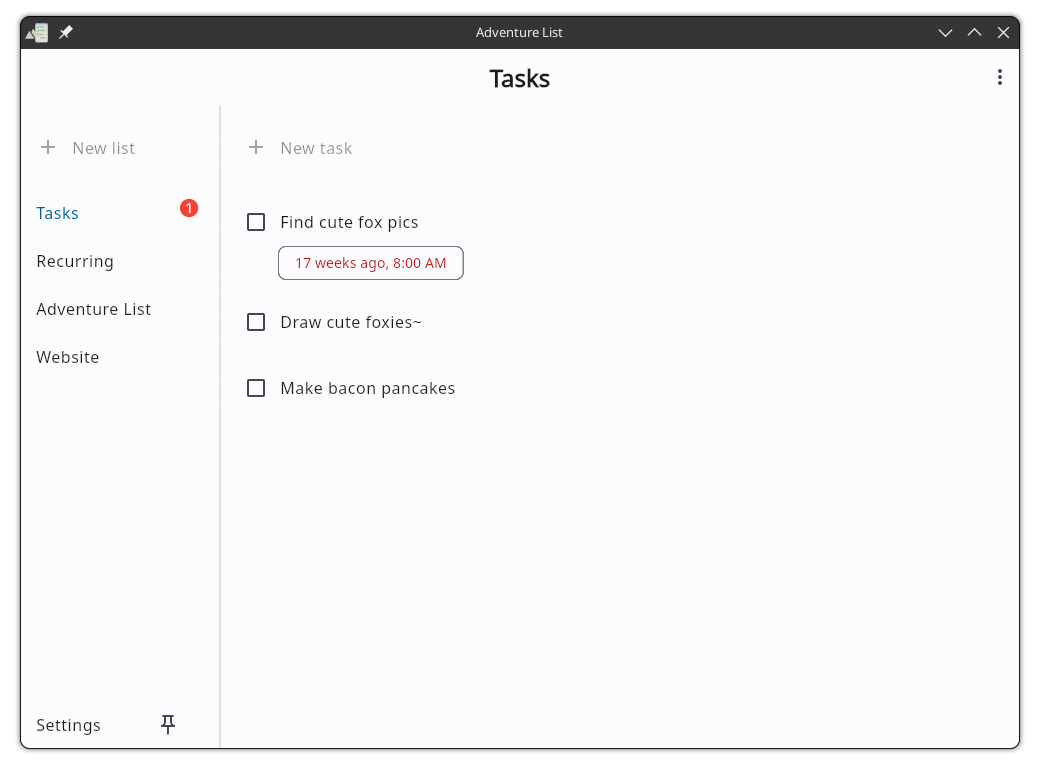 Adventure List
Tasks
New list
New task
Tasks
1
Recurring
Adventure List
Website
Find cute fox pics
17 weeks ago, 8:00 AM
Draw cute foxies~
Make bacon pancakes
Settings